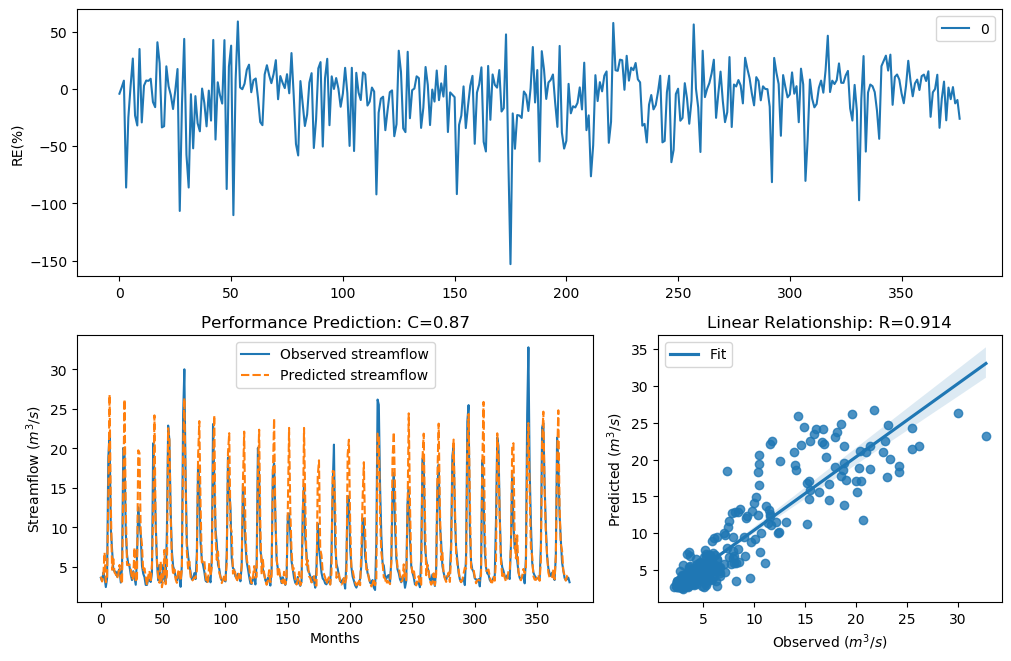 50
0
−50
−100
−150
RE(%)
0
0 50 100 150 200 250 300 350
Performance Prediction: C=0.87
Observed streamflow
Predicted streamflow
30
25
20
15
10
5
Streamflow (m³/s)
0 50 100 150 200 250 300 350
Months
Linear Relationship: R=0.914
Fit
35
30
25
20
15
10
5
Predicted (m³/s)
5 10 15 20 25 30
Observed (m³/s)